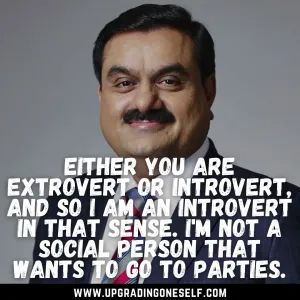 EITHER YOU ARE
EXTROVERT OR INTROVERT,
AND SO I AM AN INTROVERT
IN THAT SENSE. I'M NOT A
SOCIAL PERSON THAT
WANTS TO GO TO PARTIES.
WWW.UPGRADINGONESELF.COM